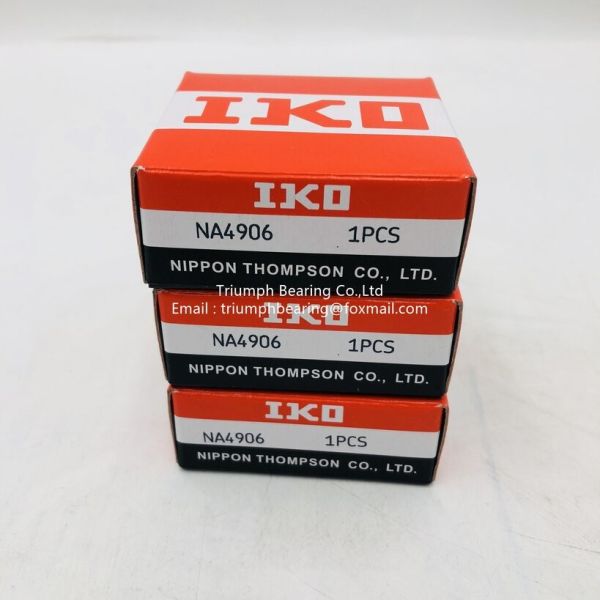 IKO
IKO
NA4906 1PCS
NIPPON THOMPSON CO., LTD.
Triumph Bearing Co.,Ltd
Email : triumphbearing@foxmail.com
IKO
NA4906 1PCS
NIPPON THOMPSON CO., LTD.
IKO
NA4906 1PCS
NIPPON THOMPSON CO., LTD.